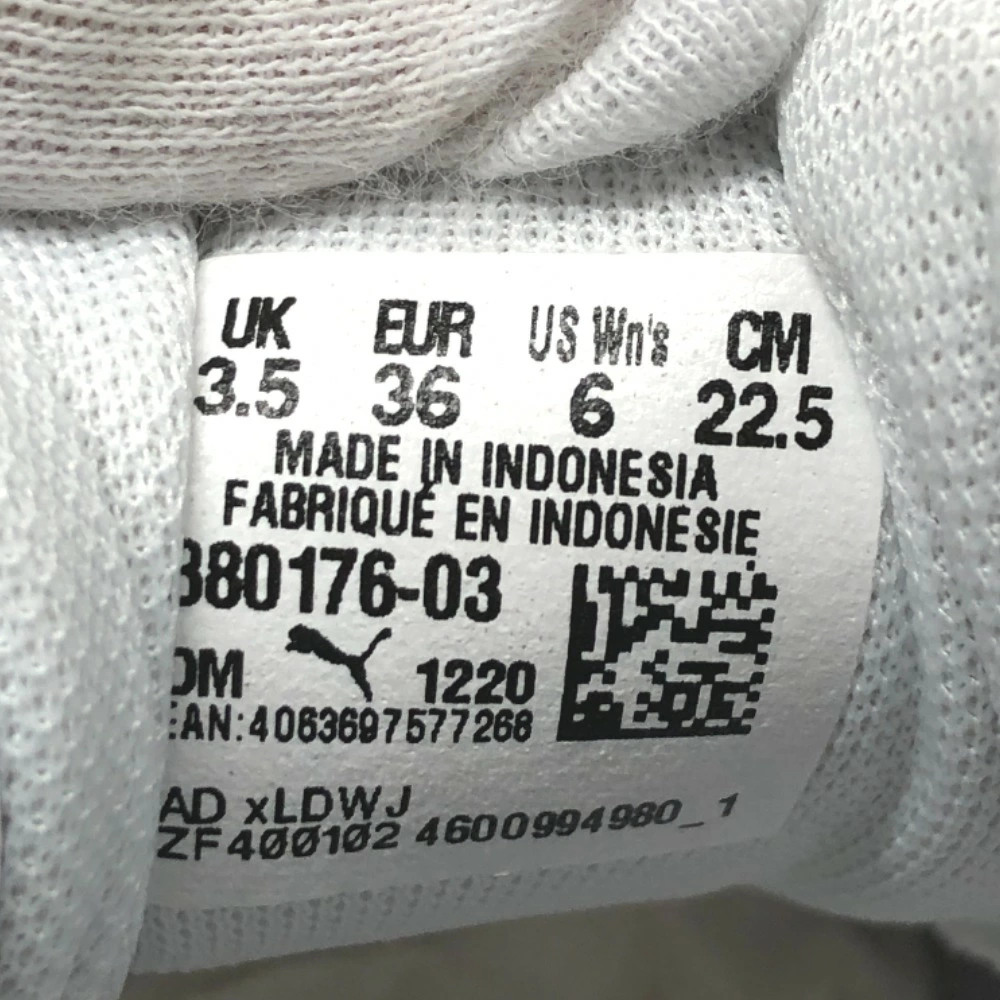 UK EUR US Wn's CM
3.5 36 6 22.5
MADE IN INDONESIA
FABRIQUÉ EN INDONESIE
380176-03
DM 1220
EAN:4063697577268
AD xLDWJ
ZF400102 4600994980_1